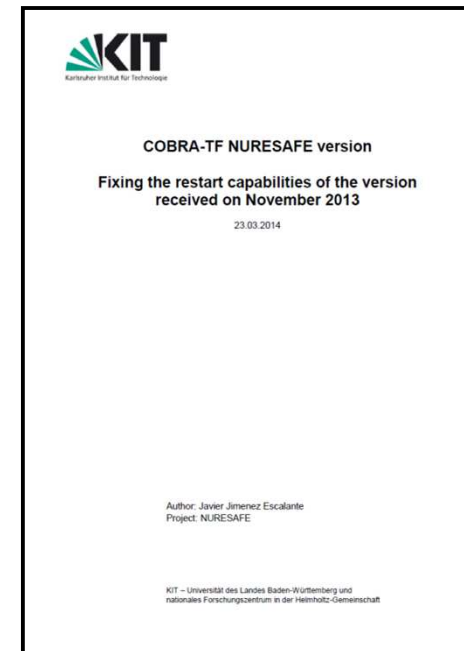 KIT
Karlsruher Institut für Technologie
COBRA-TF NURESAFE version
Fixing the restart capabilities of the version
received on November 2013
23.03.2014
Author: Javier Jimenez Escalante
Project: NURESAFE
KIT – Universität des Landes Baden-Württemberg und
nationales Forschungszentrum in der Helmholtz-Gemeinschaft